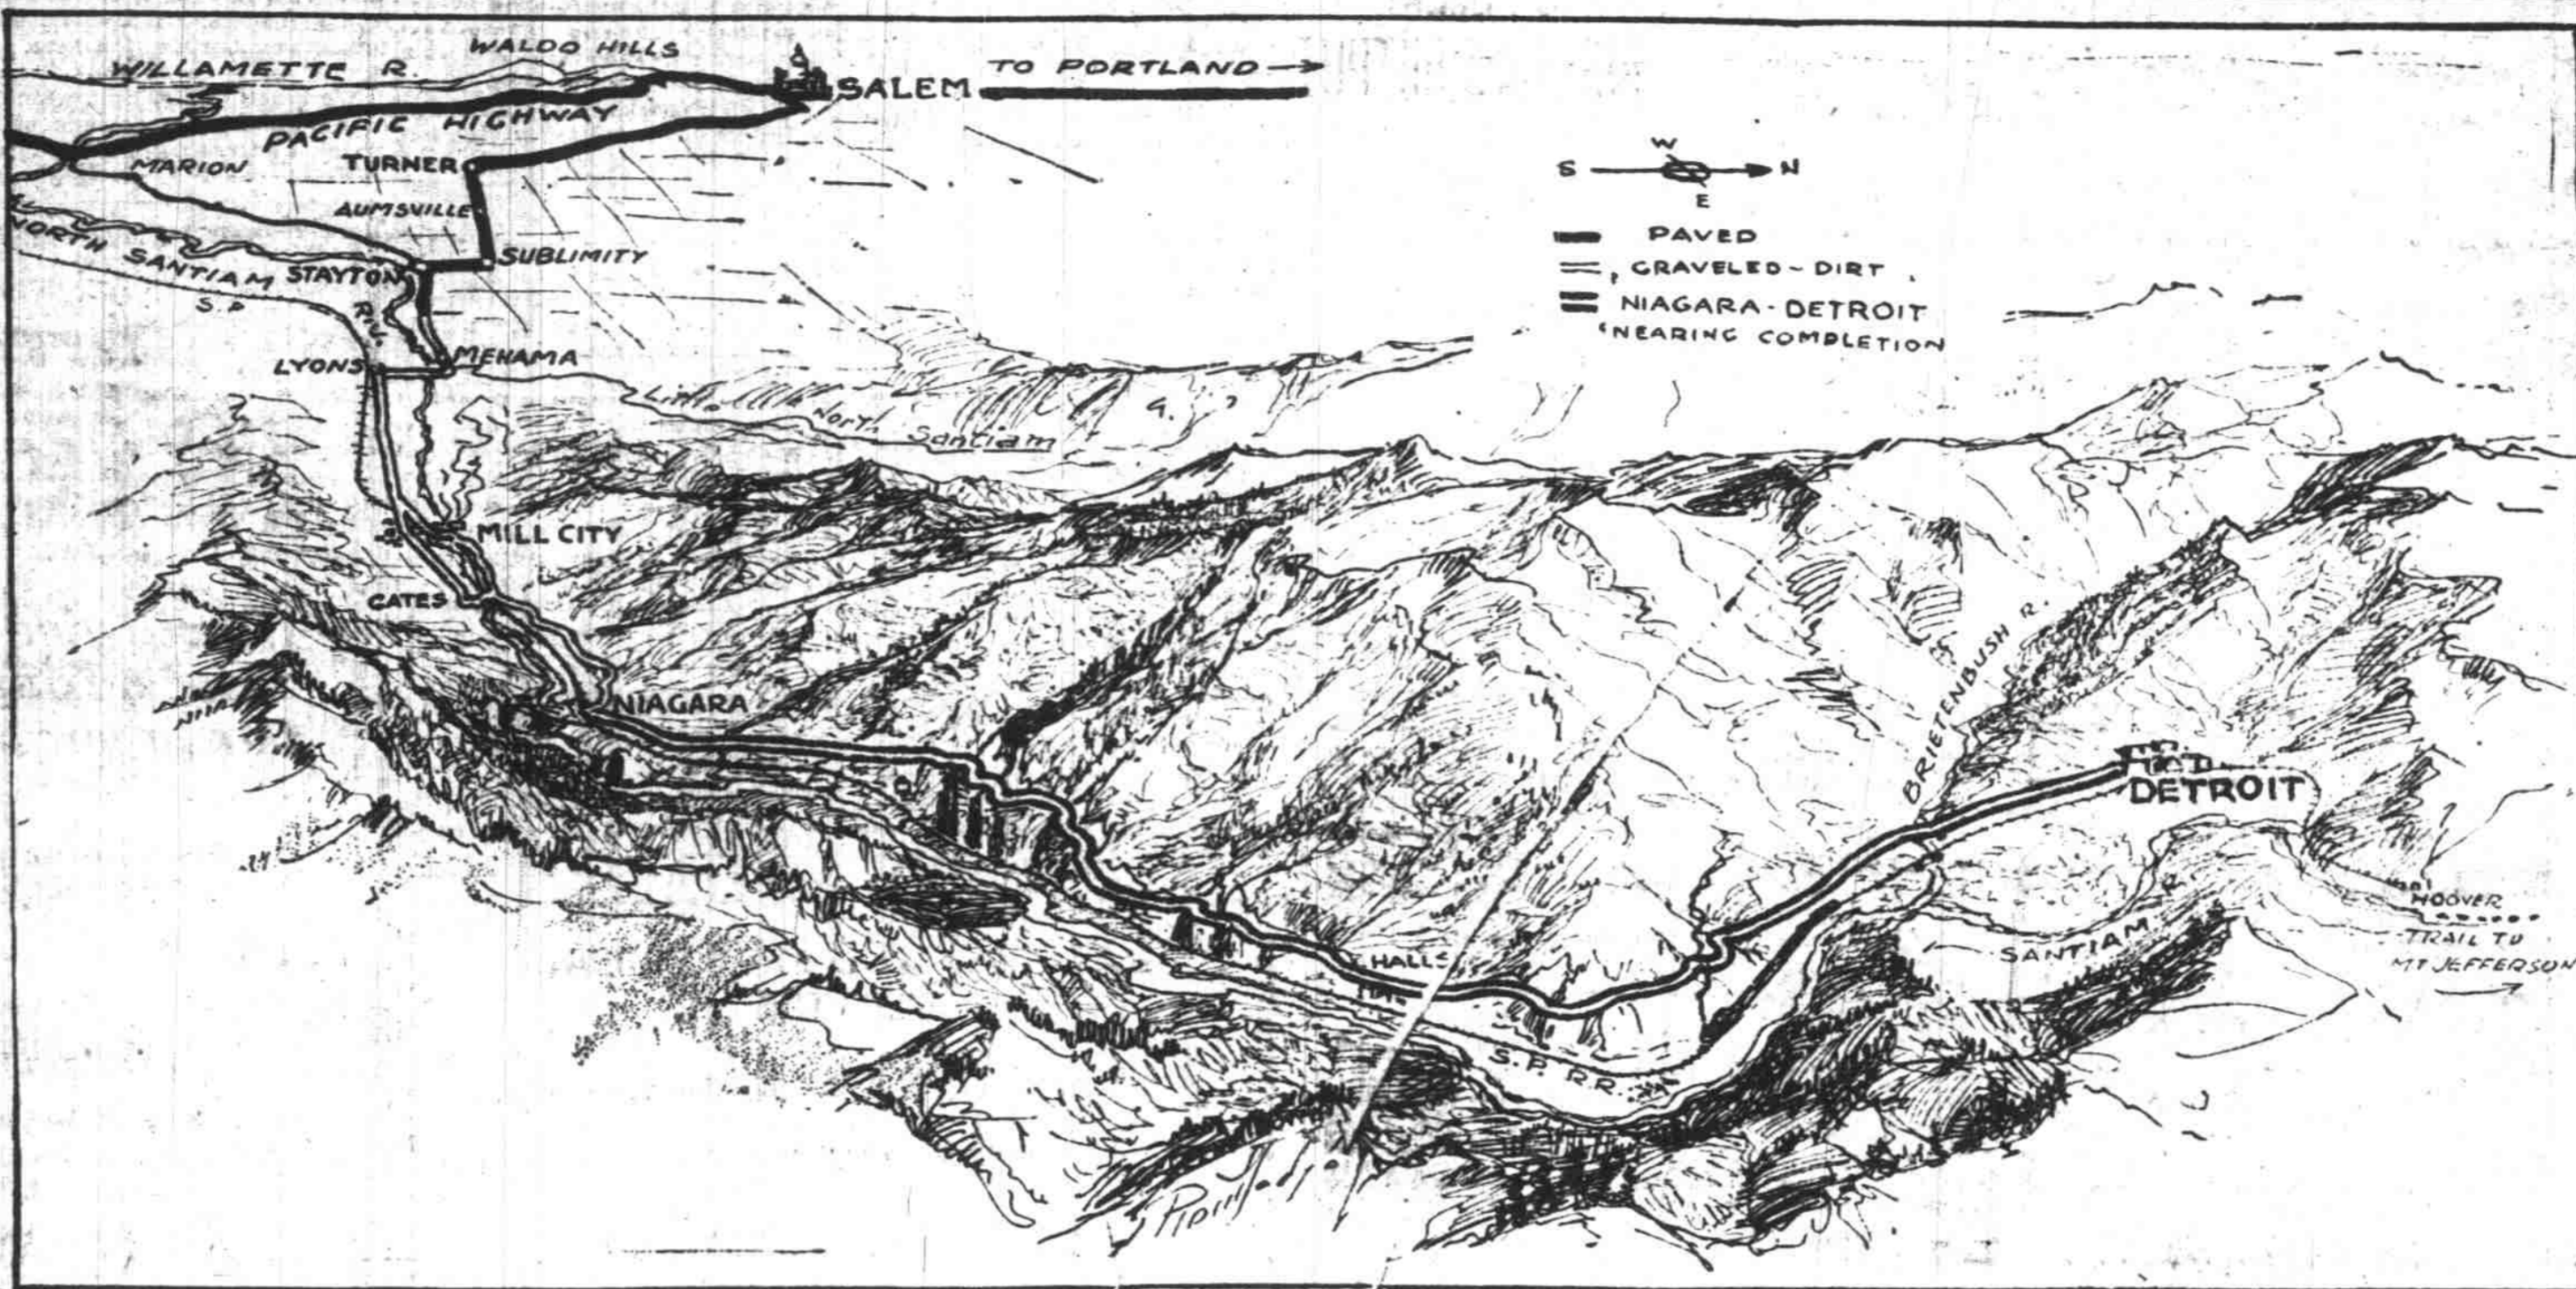 WALDO HILLS
WILLAMETTE R.
SALEM
TO PORTLAND
PACIFIC HIGHWAY
MARION
TURNER
AUMSVILLE
SUBLIMITY
NORTH SANTIAM
STAYTON
S.P
LYONS
MEHAMA
W
S N
E
PAVED
GRAVELED - DIRT
NIAGARA - DETROIT
NEARING COMPLETION
Little North Santiam
MILL CITY
GATES
NIAGARA
BRIETENBUSH R.
DETROIT
HALLS
S.P. R.R.
SANTIAM R.
HOOVER
TRAIL TO
MT JEFFERSON